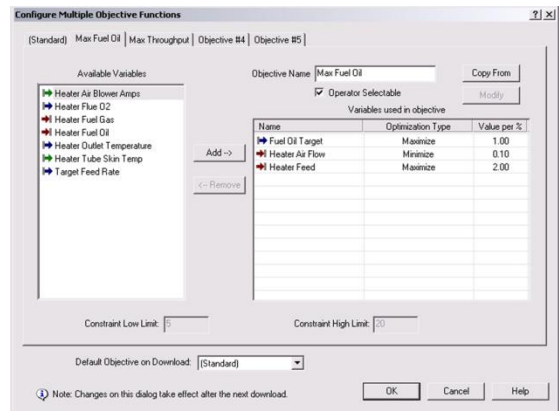 Configure Multiple Objective Functions
(Standard) Max Fuel Oil Max Throughput Objective #4 Objective #5
Available Variables
Heater Air Blower Amps
Heater Flue O2
Heater Fuel Gas
Heater Fuel Oil
Heater Outlet Temperature
Heater Tube Skin Temp
Target Feed Rate
Add -->
<-- Remove
Objective Name Max Fuel Oil
Copy From
Operator Selectable
Modify
Variables used in objective
Name Optimization Type Value per %
Fuel Oil Target Maximize 1.00
Heater Air Flow Minimize 0.10
Heater Feed Maximize 2.00
Constraint Low Limit: 5
Constraint High Limit: 20
Default Objective on Download: (Standard)
Note: Changes on this dialog take effect after the next download.
OK Cancel Help